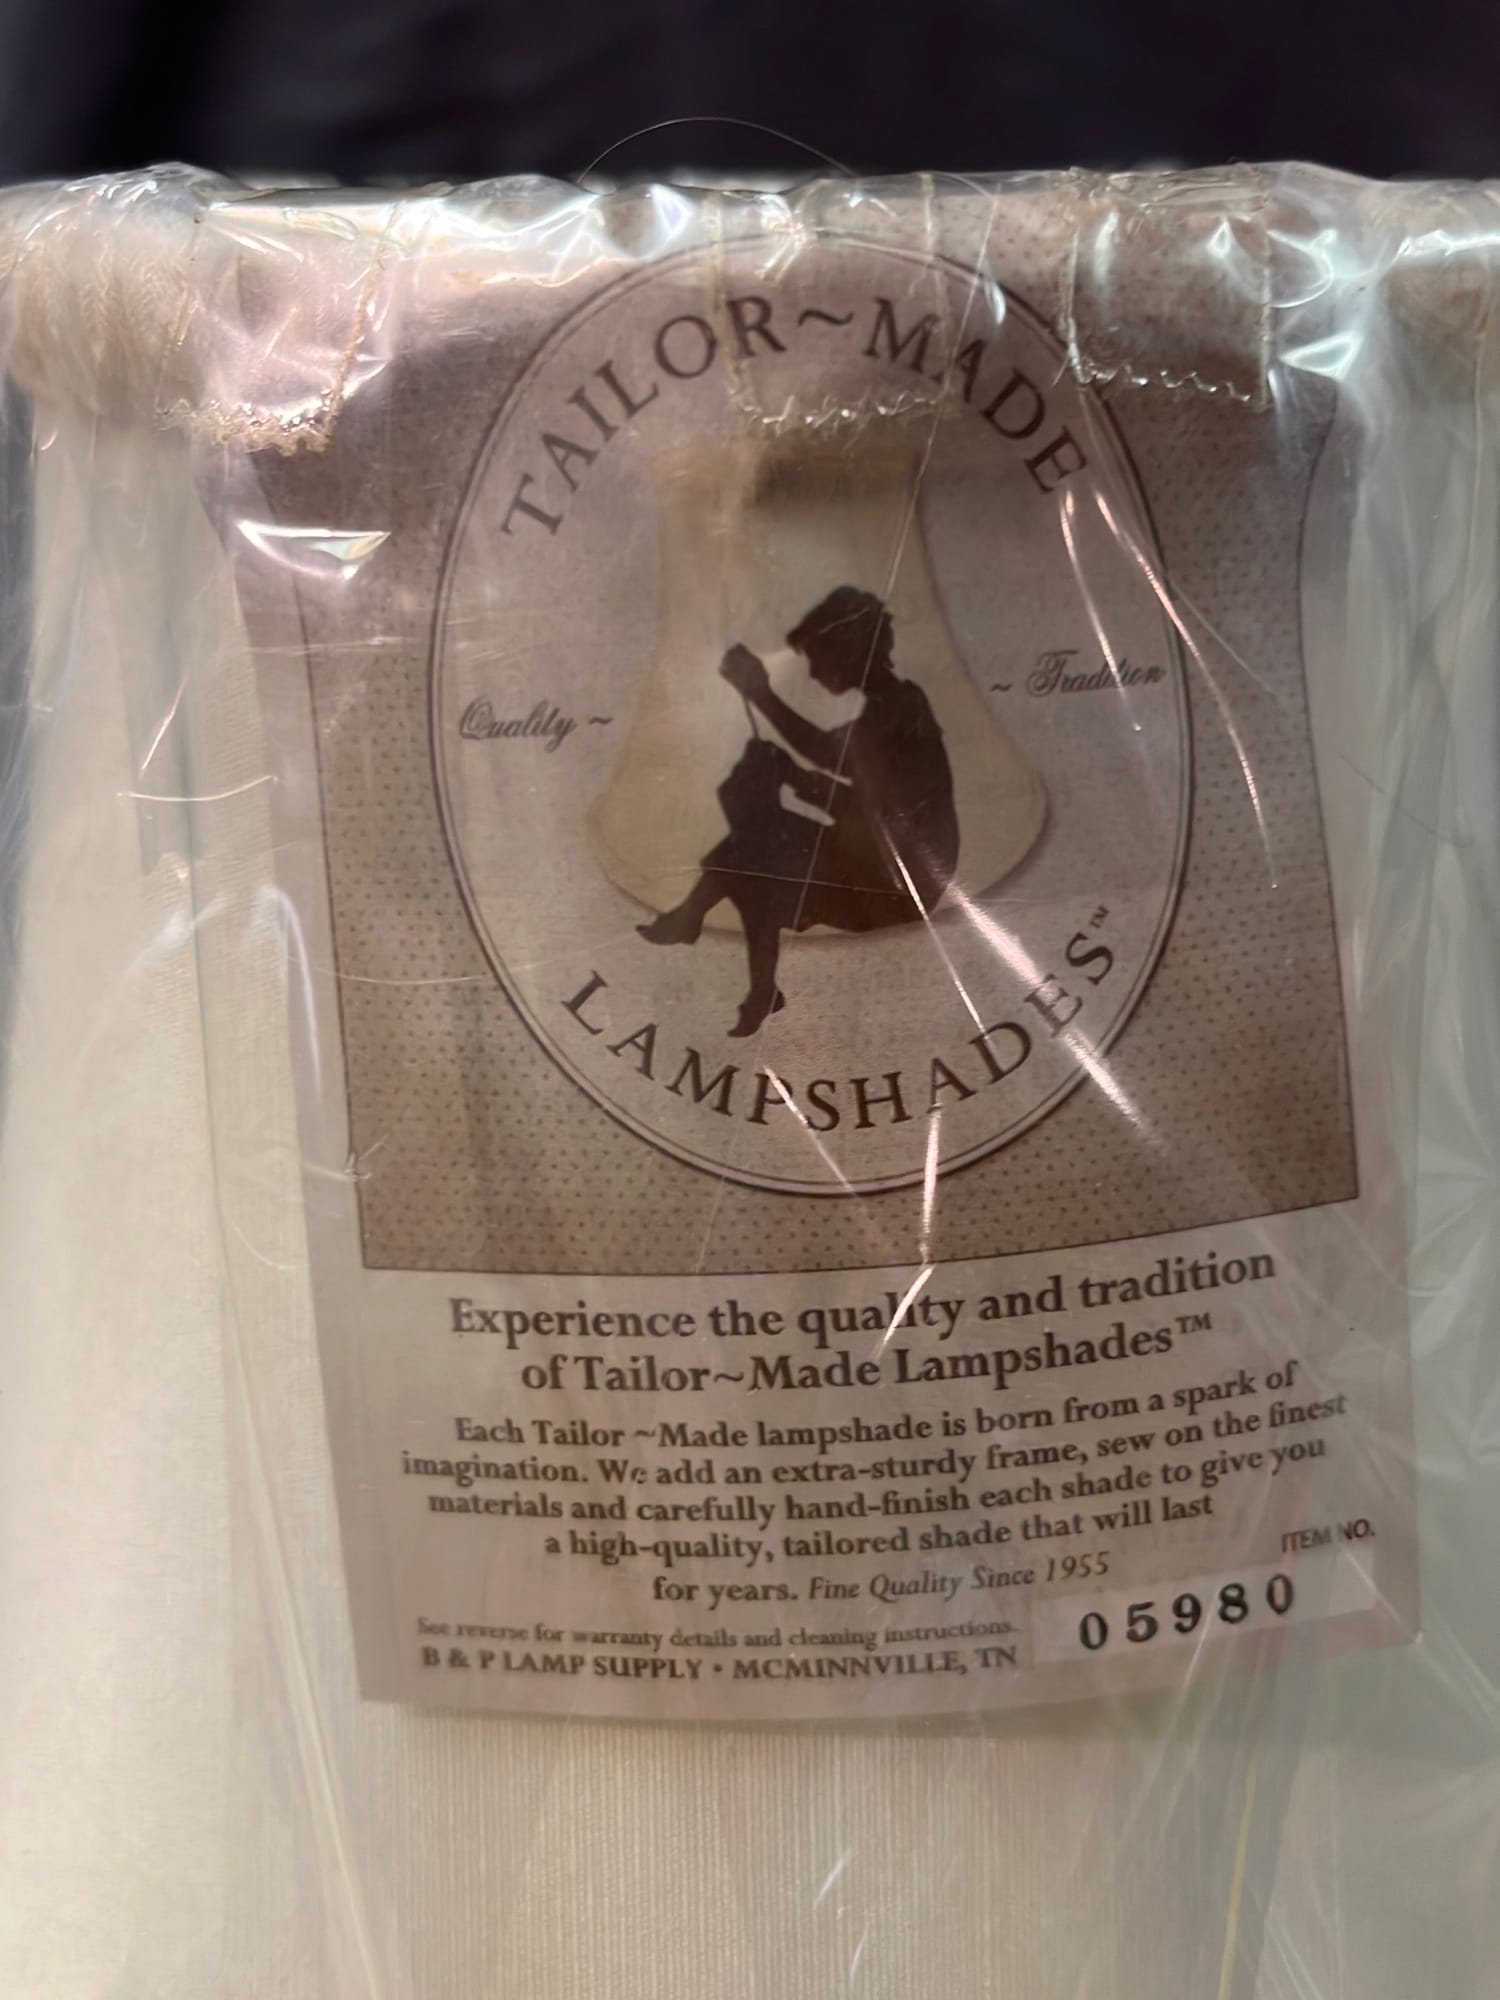 TAILOR~MADE
Quality ~
~ Tradition
LAMPSHADES™
Experience the quality and tradition
of Tailor~Made Lampshades™
Each Tailor ~Made lampshade is born from a spark of
imagination. We add an extra-sturdy frame, sew on the finest
materials and carefully hand-finish each shade to give you
a high-quality, tailored shade that will last
for years. Fine Quality Since 1955
ITEM NO.
05980
See reverse for warranty details and cleaning instructions.
B & P LAMP SUPPLY • MCMINNVILLE, TN